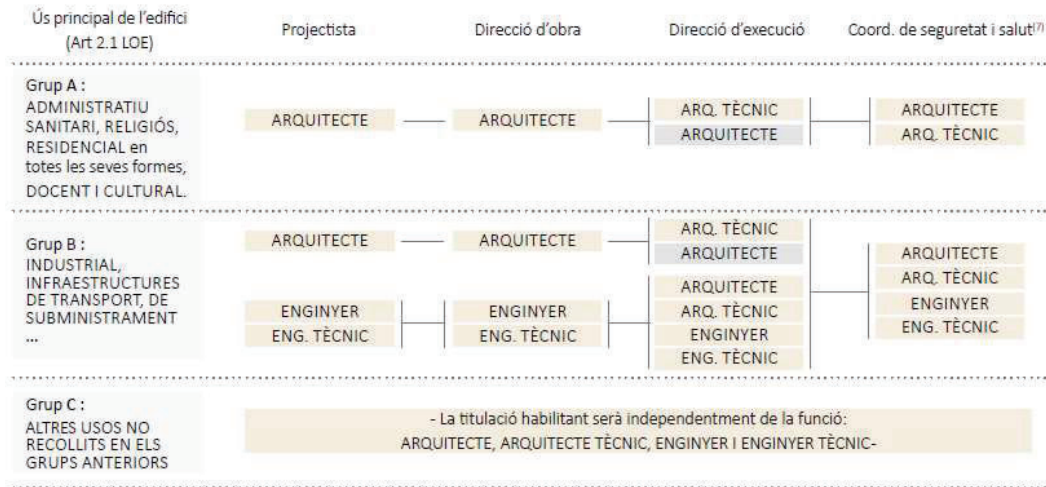 Ús principal de l'edifici
(Art 2.1 LOE)
Projectista
Direcció d'obra
Direcció d'execució
Coord. de seguretat i salut⁽⁷⁾
Grup A :
ADMINISTRATIU
SANITARI, RELIGIÓS,
RESIDENCIAL en
totes les seves formes,
DOCENT I CULTURAL.
ARQUITECTE
ARQUITECTE
ARQ. TÈCNIC
ARQUITECTE
ARQUITECTE
ARQ. TÈCNIC
Grup B :
INDUSTRIAL,
INFRAESTRUCTURES
DE TRANSPORT, DE
SUBMINISTRAMENT
...
ARQUITECTE
ARQUITECTE
ARQ. TÈCNIC
ARQUITECTE
ENGINYER
ENG. TÈCNIC
ENGINYER
ENG. TÈCNIC
ARQUITECTE
ARQ. TÈCNIC
ENGINYER
ENG. TÈCNIC
ARQUITECTE
ARQ. TÈCNIC
ENGINYER
ENG. TÈCNIC
Grup C :
ALTRES USOS NO
RECOLLITS EN ELS
GRUPS ANTERIORS
- La titulació habilitant serà independentment de la funció:
ARQUITECTE, ARQUITECTE TÈCNIC, ENGINYER I ENGINYER TÈCNIC-